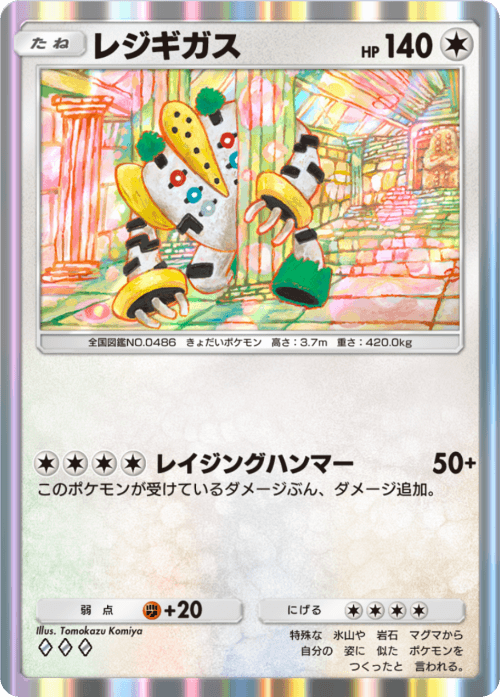 たね レジギガス HP 140
全国図鑑NO.0486 きょだいポケモン 高さ:3.7m 重さ:420.0kg
レイジングハンマー 50+
このポケモンが受けているダメージぶん、ダメージ追加。
弱点 +20 にげる
Illus. Tomokazu Komiya
特殊な 氷山や 岩石 マグマから
自分の 姿に 似た ポケモンを
つくったと 言われる。